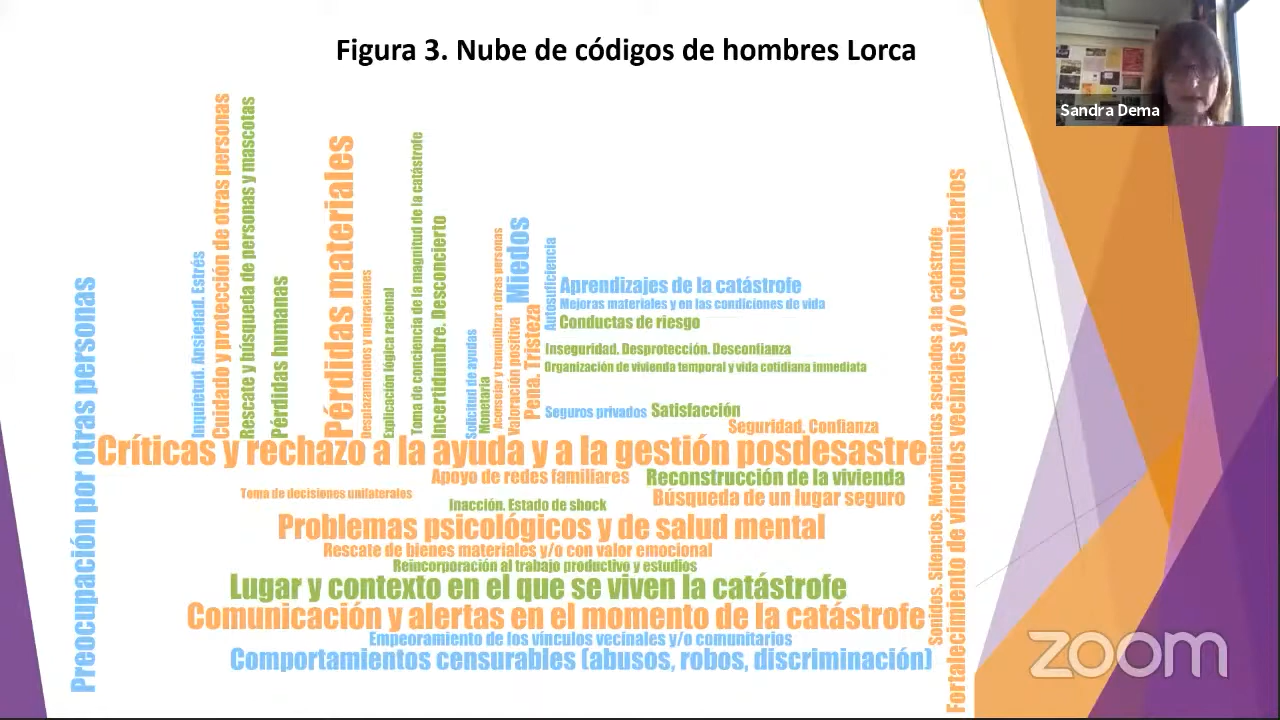 Figura 3. Nube de códigos de hombres Lorca
Sandra Dema
Preocupación por otras personas
Inquietud. Ansiedad. Estrés
Cuidado y protección de otras personas
Rescate y búsqueda de personas y mascotas
Pérdidas humanas
Pérdidas materiales
Desplazamientos y migraciones
Explicación lógica racional
Toma de conciencia de la magnitud de la catástrofe
Incertidumbre. Desconcierto
Solicitud de ayudas
Monetaria
Aconsejar y tranquilizar a otras personas
Valoración positiva
Miedos
Pena. Tristeza
Autosuficiencia
Aprendizajes de la catástrofe
Mejoras materiales y en las condiciones de vida
Conductas de riesgo
Inseguridad. Desprotección. Desconfianza
Organización de vivienda temporal y vida cotidiana inmediata
Seguros privados
Satisfacción
Seguridad. Confianza
Críticas y rechazo a la ayuda y a la gestión posdesastre
Apoyo de redes familiares
Reconstrucción de la vivienda
Toma de decisiones unilaterales
Búsqueda de un lugar seguro
Inacción. Estado de shock
Problemas psicológicos y de salud mental
Rescate de bienes materiales y/o con valor emocional
Reincorporación al trabajo productivo y estudios
Lugar y contexto en el que se viven la catástrofe
Comunicación y alertas en el momento de la catástrofe
Empeoramiento de los vínculos vecinales y/o comunitarios
Comportamientos censurables (abusos, robos, discriminación)
Sonidos. Silencios. Movimientos asociados a la catástrofe
Fortalecimiento de vínculos vecinales y/o comunitarios
zoom